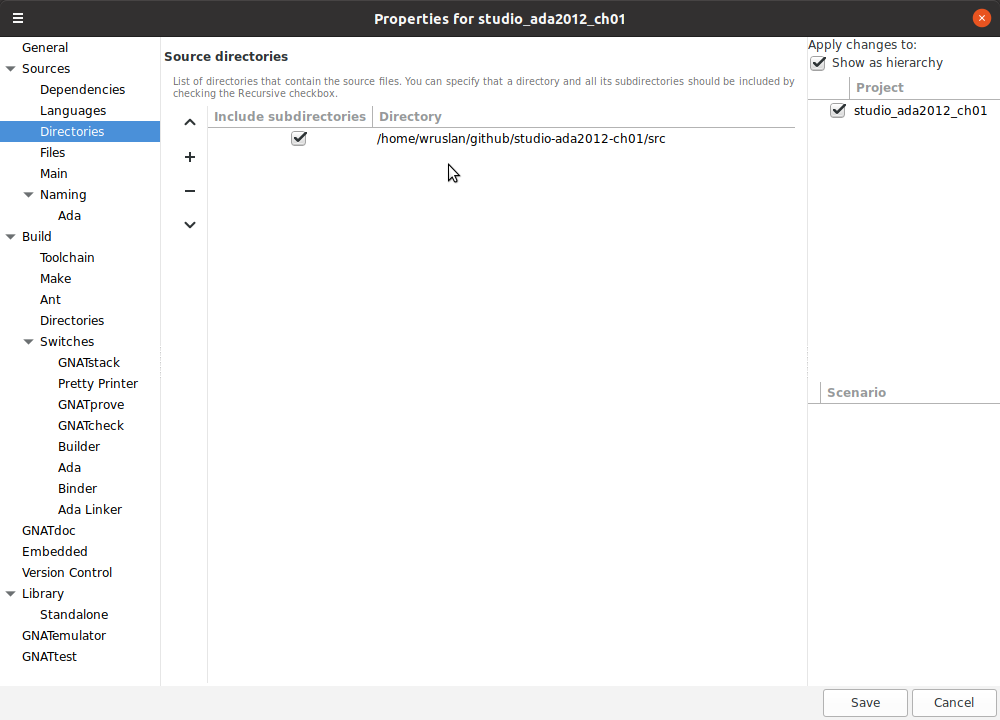 Properties for studio_ada2012_ch01
General
Sources
Dependencies
Languages
Directories
Files
Main
Naming
Ada
Build
Toolchain
Make
Ant
Directories
Switches
GNATstack
Pretty Printer
GNATprove
GNATcheck
Builder
Ada
Binder
Ada Linker
GNATdoc
Embedded
Version Control
Library
Standalone
GNATemulator
GNATtest
Source directories
List of directories that contain the source files. You can specify that a directory and all its subdirectories should be included by
checking the Recursive checkbox.
Include subdirectories Directory
/home/wruslan/github/studio-ada2012-ch01/src
Apply changes to:
Show as hierarchy
Project
studio_ada2012_ch01
Scenario
Save Cancel